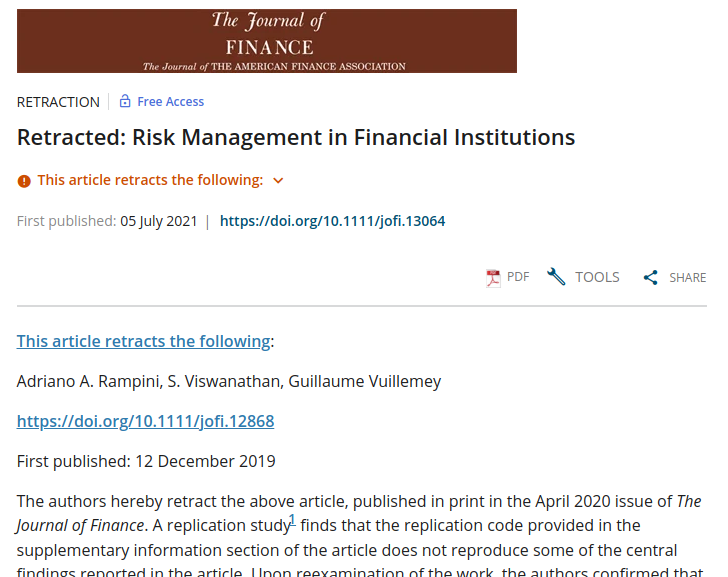 The Journal of
FINANCE
The Journal of THE AMERICAN FINANCE ASSOCIATION
RETRACTION
Free Access
Retracted: Risk Management in Financial Institutions
This article retracts the following:
First published: 05 July 2021 | https://doi.org/10.1111/jofi.13064
PDF TOOLS SHARE
This article retracts the following:
Adriano A. Rampini, S. Viswanathan, Guillaume Vuillemey
https://doi.org/10.1111/jofi.12868
First published: 12 December 2019
The authors hereby retract the above article, published in print in the April 2020 issue of The
Journal of Finance. A replication study1 finds that the replication code provided in the
supplementary information section of the article does not reproduce some of the central
findings reported in the article. Upon reexamination of the work, the authors confirmed that